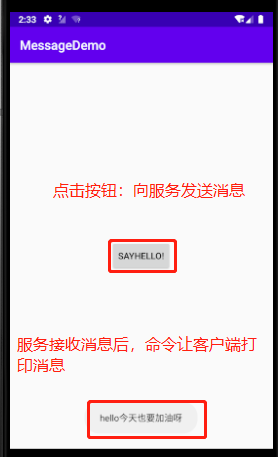 2:33
MessageDemo
点击按钮：向服务发送消息
SAYHELLO!
服务接收消息后，命令让客户端打
印消息
hello今天也要加油呀